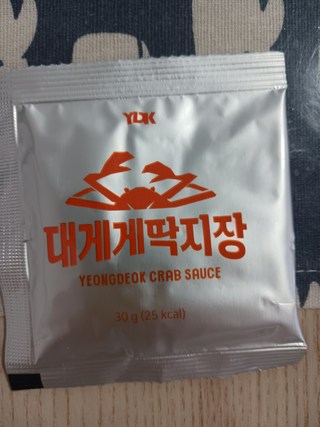 YDK
대게게딱지장
YEONGDEOK CRAB SAUCE
30 g (25 kcal)